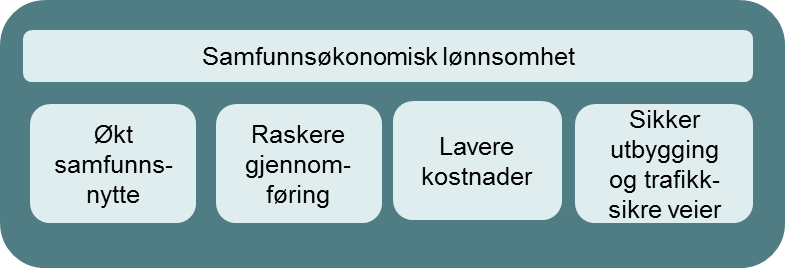 Samfunnsøkonomisk lønnsomhet
Økt
samfunns-
nytte
Raskere
gjennom-
føring
Lavere
kostnader
Sikker
utbygging
og trafikk-
sikre veier